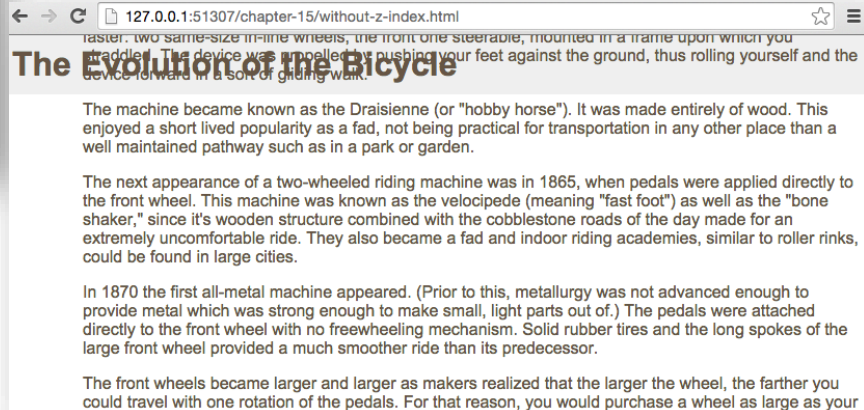 127.0.0.1:51307/chapter-15/without-z-index.html
faster: two same-size in-line wheels, the front one steerable, mounted in a frame upon which you
straddled. The device was propelled by pushing your feet against the ground, thus rolling yourself and the
The Evolution of the Bicycle
device forward in a sort of gliding walk.
The machine became known as the Draisienne (or "hobby horse"). It was made entirely of wood. This
enjoyed a short lived popularity as a fad, not being practical for transportation in any other place than a
well maintained pathway such as in a park or garden.
The next appearance of a two-wheeled riding machine was in 1865, when pedals were applied directly to
the front wheel. This machine was known as the velocipede (meaning "fast foot") as well as the "bone
shaker," since it's wooden structure combined with the cobblestone roads of the day made for an
extremely uncomfortable ride. They also became a fad and indoor riding academies, similar to roller rinks,
could be found in large cities.
In 1870 the first all-metal machine appeared. (Prior to this, metallurgy was not advanced enough to
provide metal which was strong enough to make small, light parts out of.) The pedals were attached
directly to the front wheel with no freewheeling mechanism. Solid rubber tires and the long spokes of the
large front wheel provided a much smoother ride than its predecessor.
The front wheels became larger and larger as makers realized that the larger the wheel, the farther you
could travel with one rotation of the pedals. For that reason, you would purchase a wheel as large as your